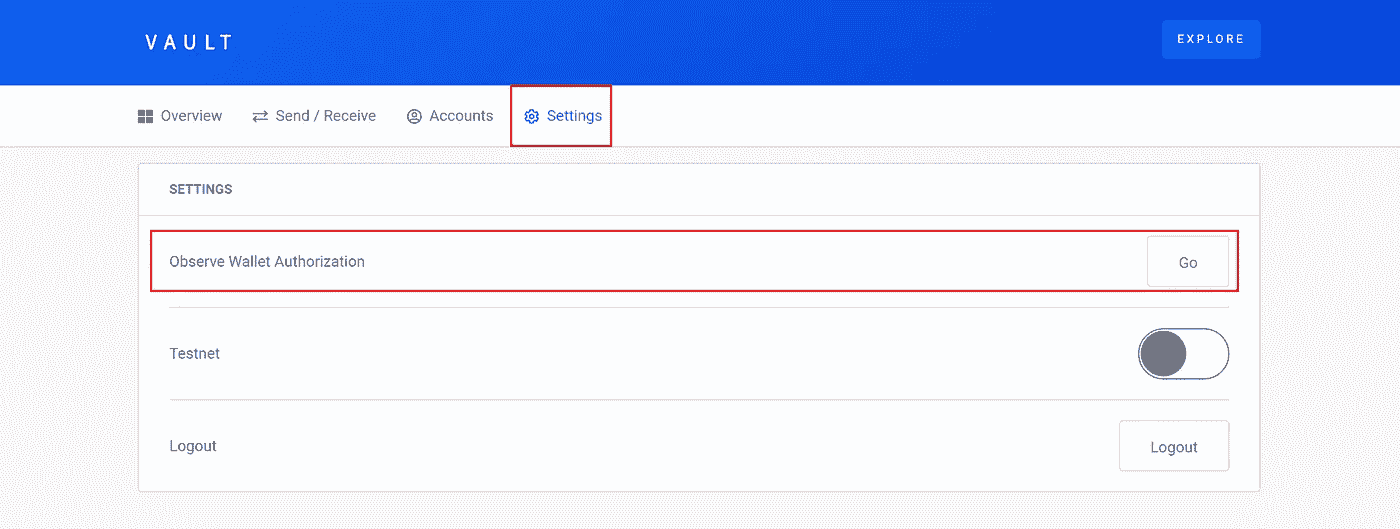 VAULT
EXPLORE
Overview Send / Receive Accounts Settings
SETTINGS
Observe Wallet Authorization Go
Testnet
Logout Logout